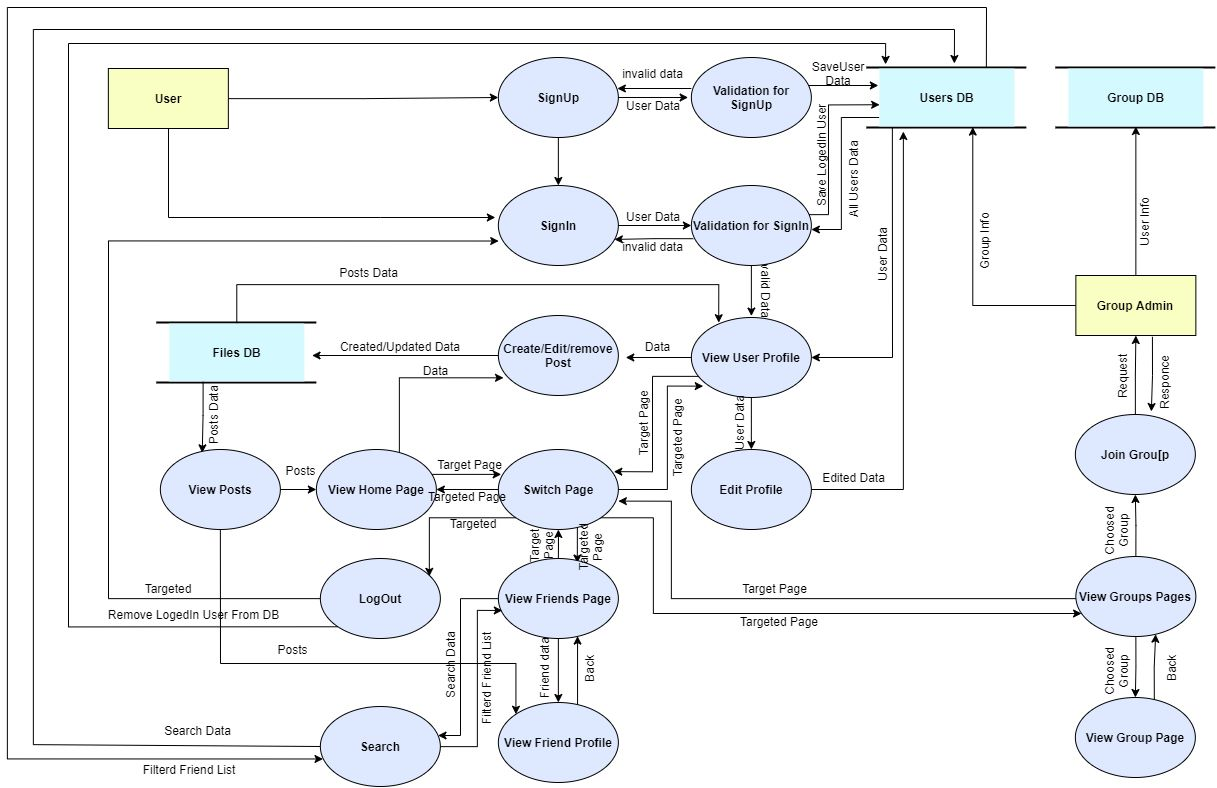 invalid data
SaveUser
Data
User
SignUp
Validation for
SignUp
Users DB
Group DB
User Data
Save LogedIn User
All Users Data
User Data
SignIn
Validation for SignIn
invalid data
User Data
Group Info
User Info
Posts Data
valid Data
Group Admin
Files DB
Created/Updated Data
Create/Edit/remove
Post
Data
View User Profile
Data
Request
Responce
Posts Data
Target Page
Targeted Page
User Data
Join Grou[p
Posts
Target Page
View Posts
View Home Page
Targeted Page
Switch Page
Edit Profile
Edited Data
Targeted
Target
Page
Targeted
Page
Choosed
Group
Targeted
LogOut
View Friends Page
Target Page
View Groups Pages
Remove LogedIn User From DB
Targeted Page
Posts
Search Data
Filterd Friend List
Friend data
Back
Choosed
Group
Back
Search Data
Search
View Friend Profile
View Group Page
Filterd Friend List